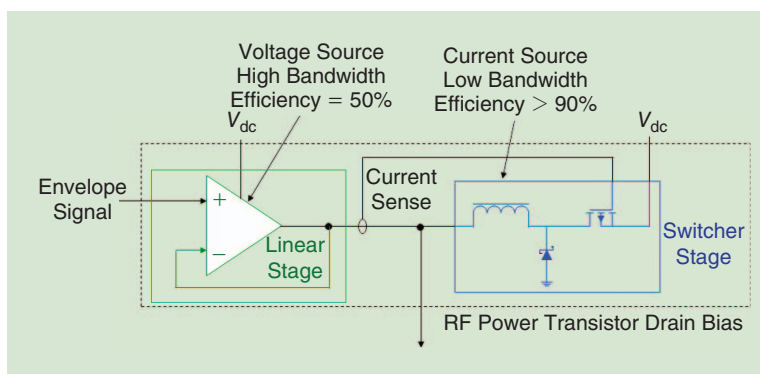 Voltage Source
High Bandwidth
Efficiency = 50%
Current Source
Low Bandwidth
Efficiency > 90%
Vdc
Vdc
Envelope
Signal
+
−
Linear
Stage
Current
Sense
Switcher
Stage
RF Power Transistor Drain Bias